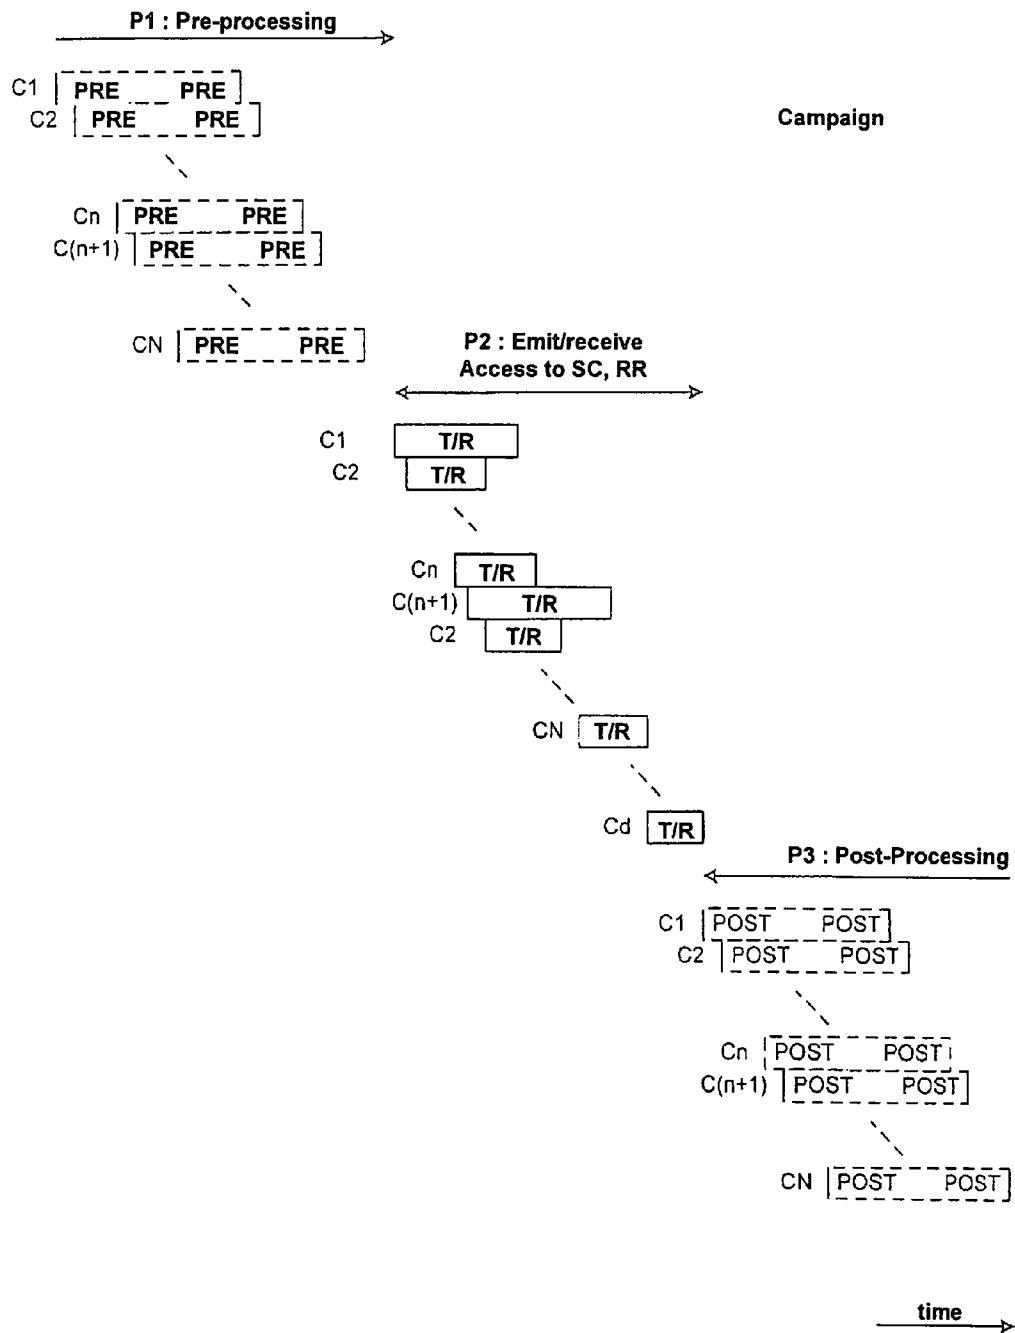 P1 : Pre-processing
C1 PRE PRE
C2 PRE PRE
Campaign
Cn PRE PRE
C(n+1) PRE PRE
CN PRE PRE
P2 : Emit/receive
Access to SC, RR
C1 T/R
C2 T/R
Cn T/R
C(n+1) T/R
C2 T/R
CN T/R
Cd T/R
P3 : Post-Processing
C1 POST POST
C2 POST POST
Cn POST POST
C(n+1) POST POST
CN POST POST
time